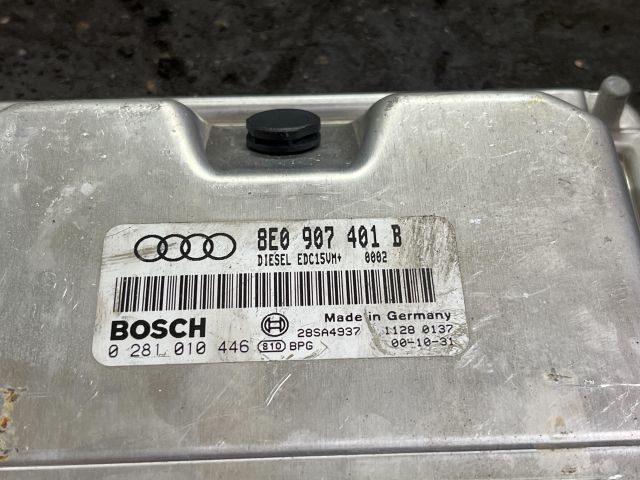 8E0 907 401 B
DIESEL EDC15VM+ 0002
BOSCH
Made in Germany
28SA4937 1128 0137
0 281 010 446 810 BPG 00-10-31